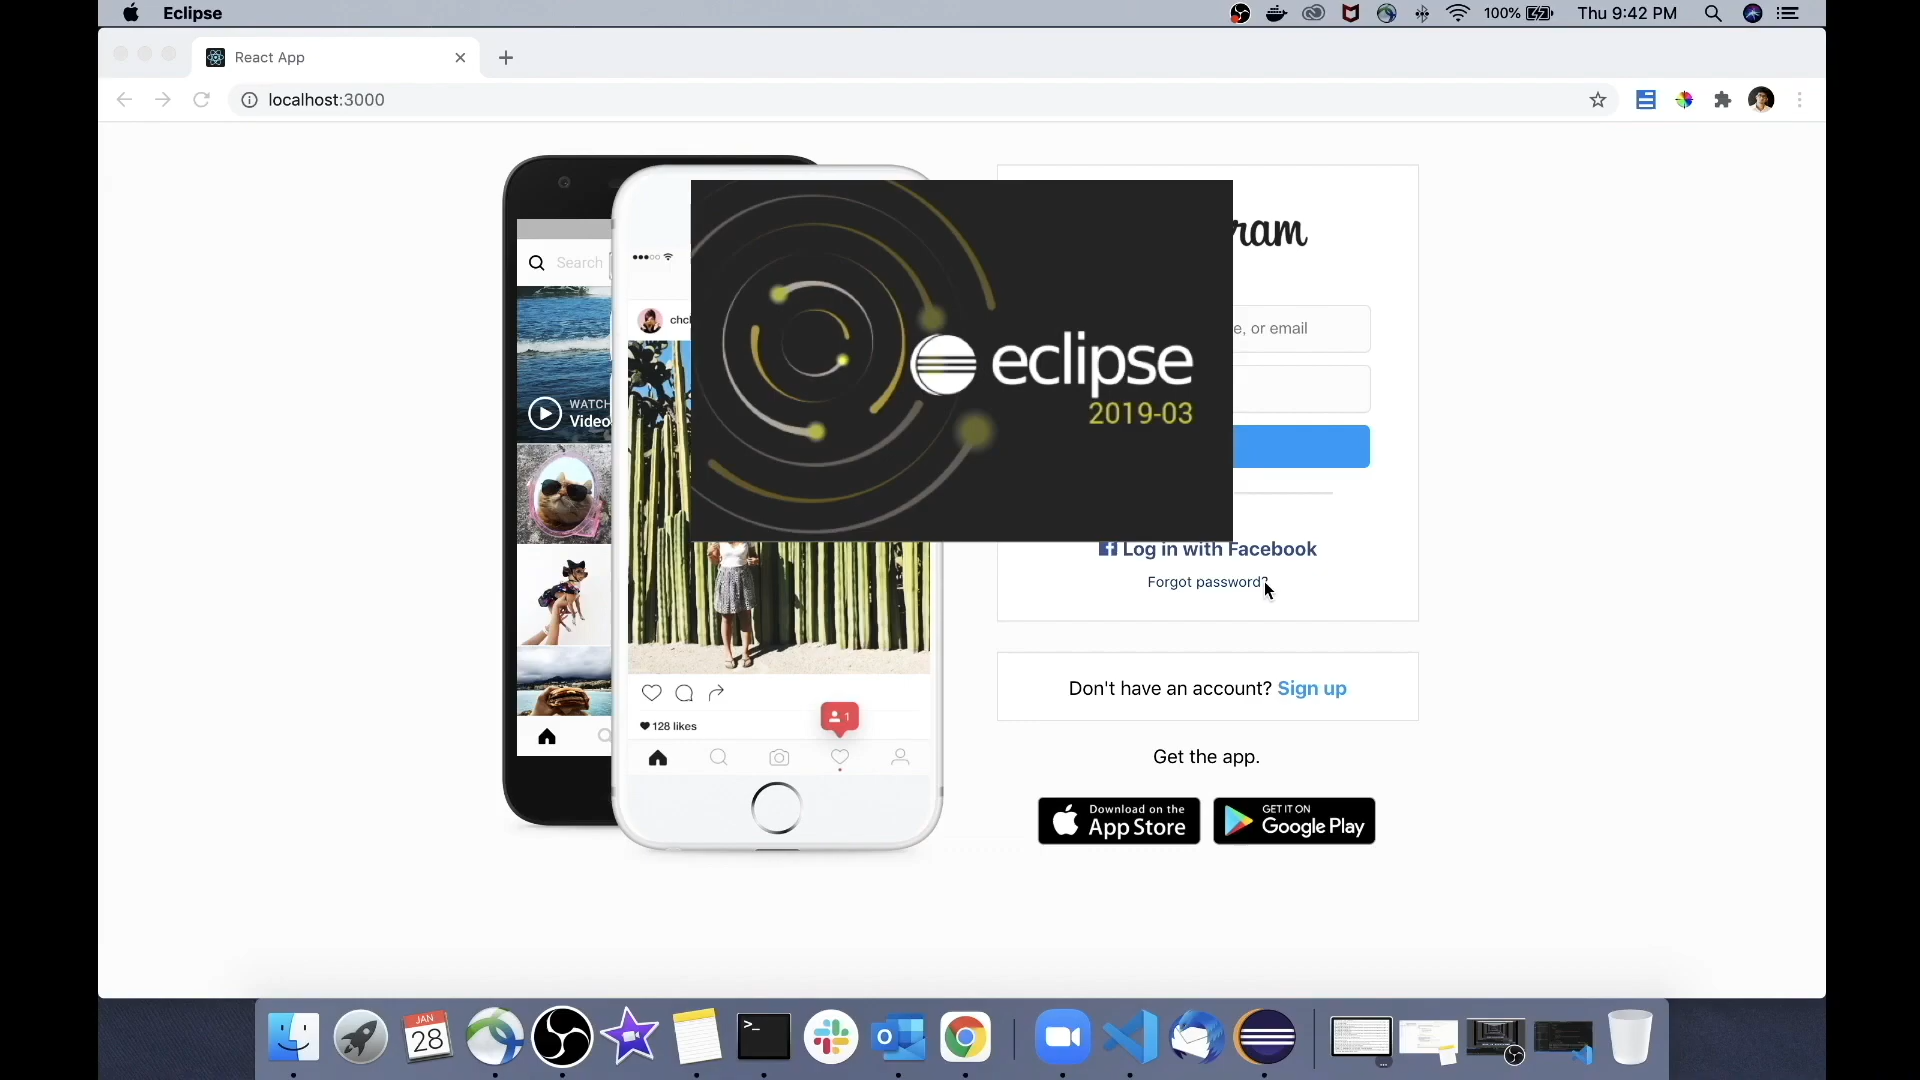 Eclipse
100%
Thu 9:42 PM
React App
localhost:3000
Search
WATCH
Video
eclipse
2019-03
ram
e, or email
Log in with Facebook
Forgot password?
128 likes
1
Don't have an account? Sign up
Get the app.
Download on the
App Store
GET IT ON
Google Play
JAN
28
>_